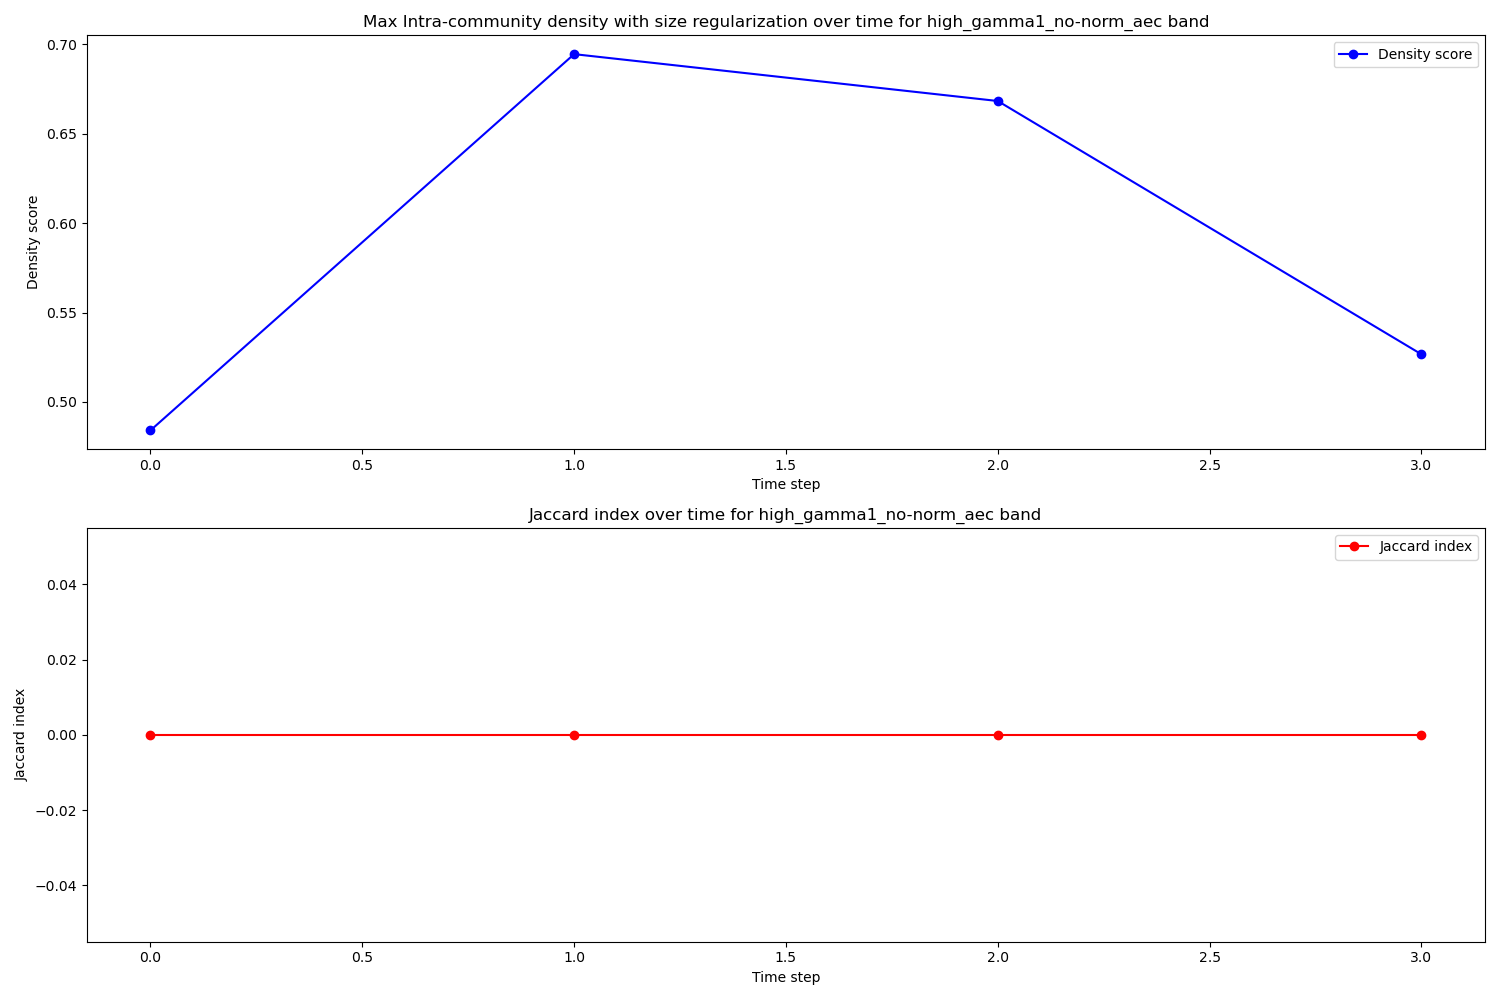 Max Intra-community density with size regularization over time for high_gamma1_no-norm_aec band
0.70
0.65
0.60
0.55
0.50
Density score
Density score
0.0 0.5 1.0 1.5 2.0 2.5 3.0
Time step
Jaccard index over time for high_gamma1_no-norm_aec band
0.04
0.02
0.00
−0.02
−0.04
Jaccard index
Jaccard index
0.0 0.5 1.0 1.5 2.0 2.5 3.0
Time step